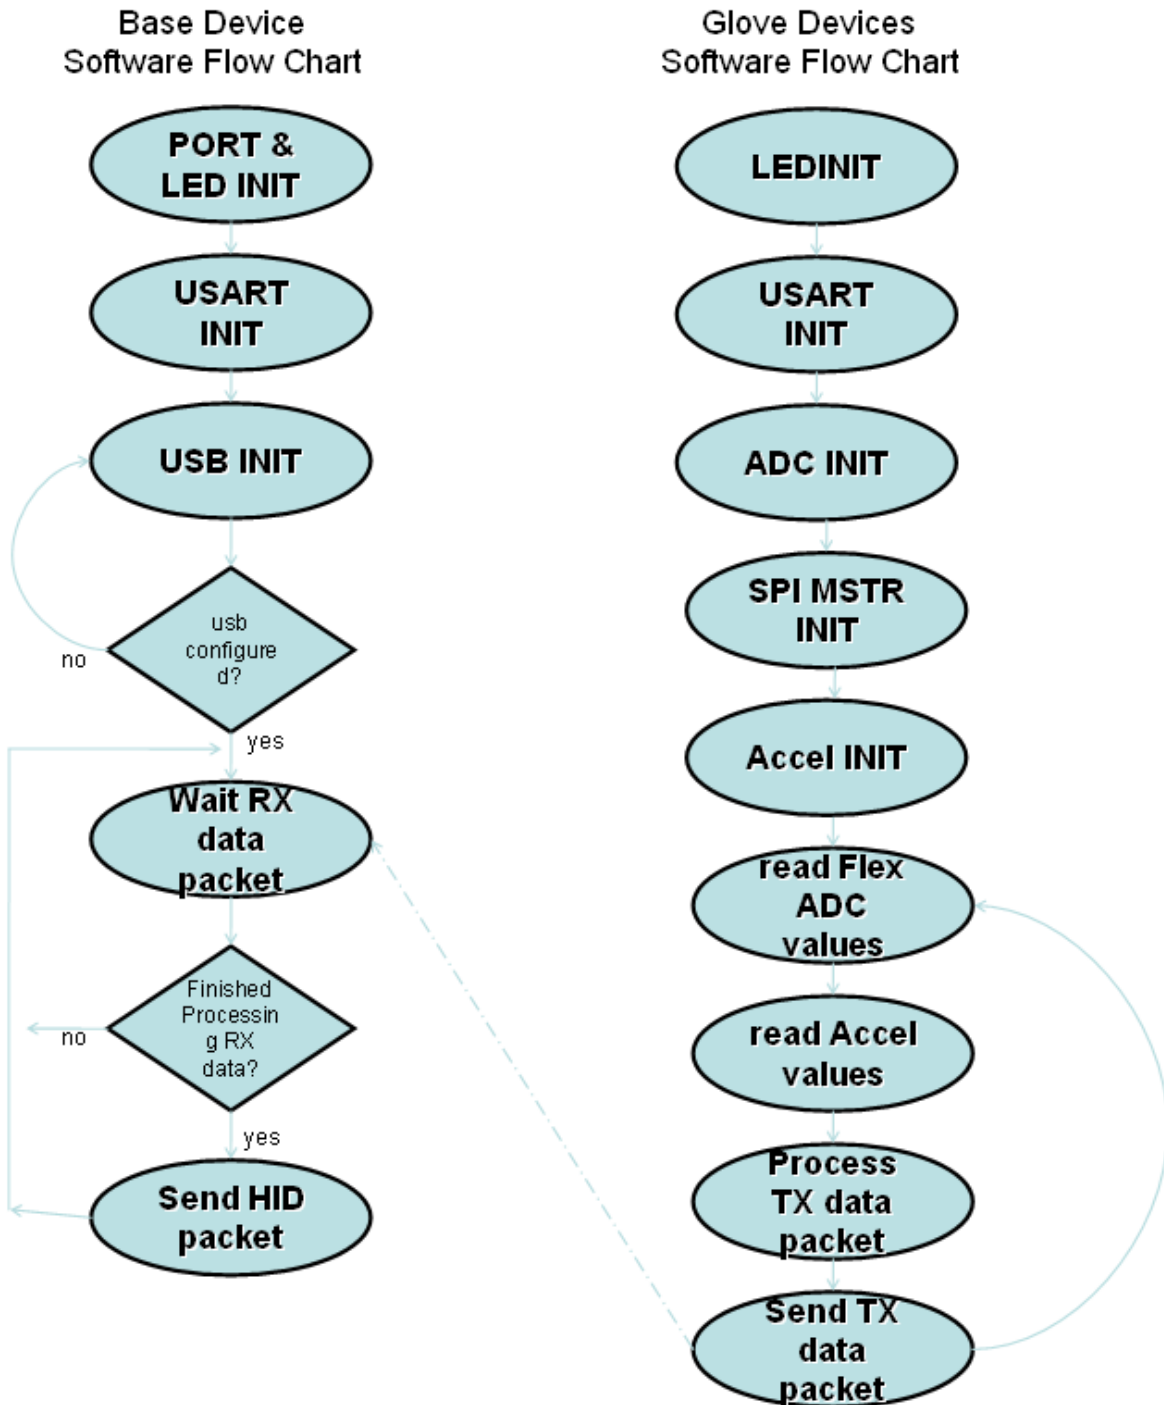 Base Device
Software Flow Chart
PORT &
LED INIT
USART
INIT
USB INIT
usb
configure
d?
no
yes
Wait RX
data
packet
Finished
Processin
g RX
data?
no
yes
Send HID
packet
Glove Devices
Software Flow Chart
LEDINIT
USART
INIT
ADC INIT
SPI MSTR
INIT
Accel INIT
read Flex
ADC
values
read Accel
values
Process
TX data
packet
Send TX
data
packet